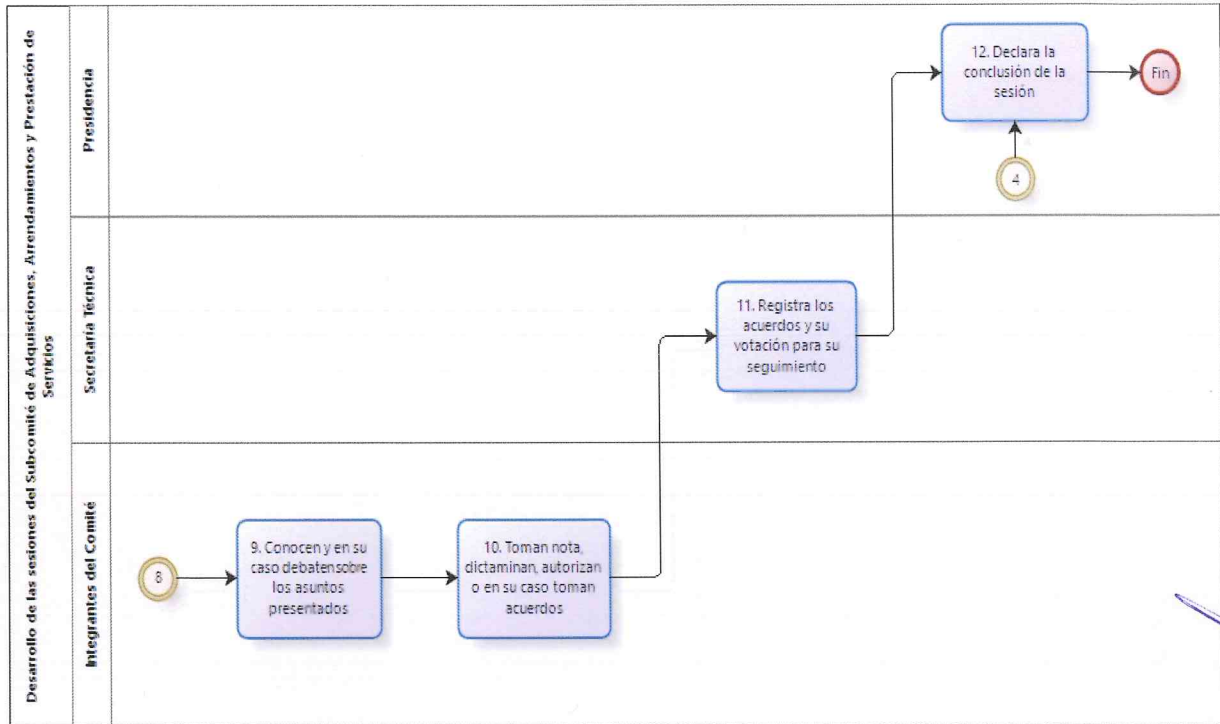 Desarrollo de las sesiones del Subcomité de Adquisiciones, Arrendamientos y Prestación de
Servicios
Presidencia
12. Declara la
conclusión de la
sesión
Fin
4
Secretaría Técnica
11. Registra los
acuerdos y su
votación para su
seguimiento
Integrantes del Comité
8
9. Conocen y en su
caso debaten sobre
los asuntos
presentados
10. Toman nota,
dictaminan, autorizan
o en su caso toman
acuerdos